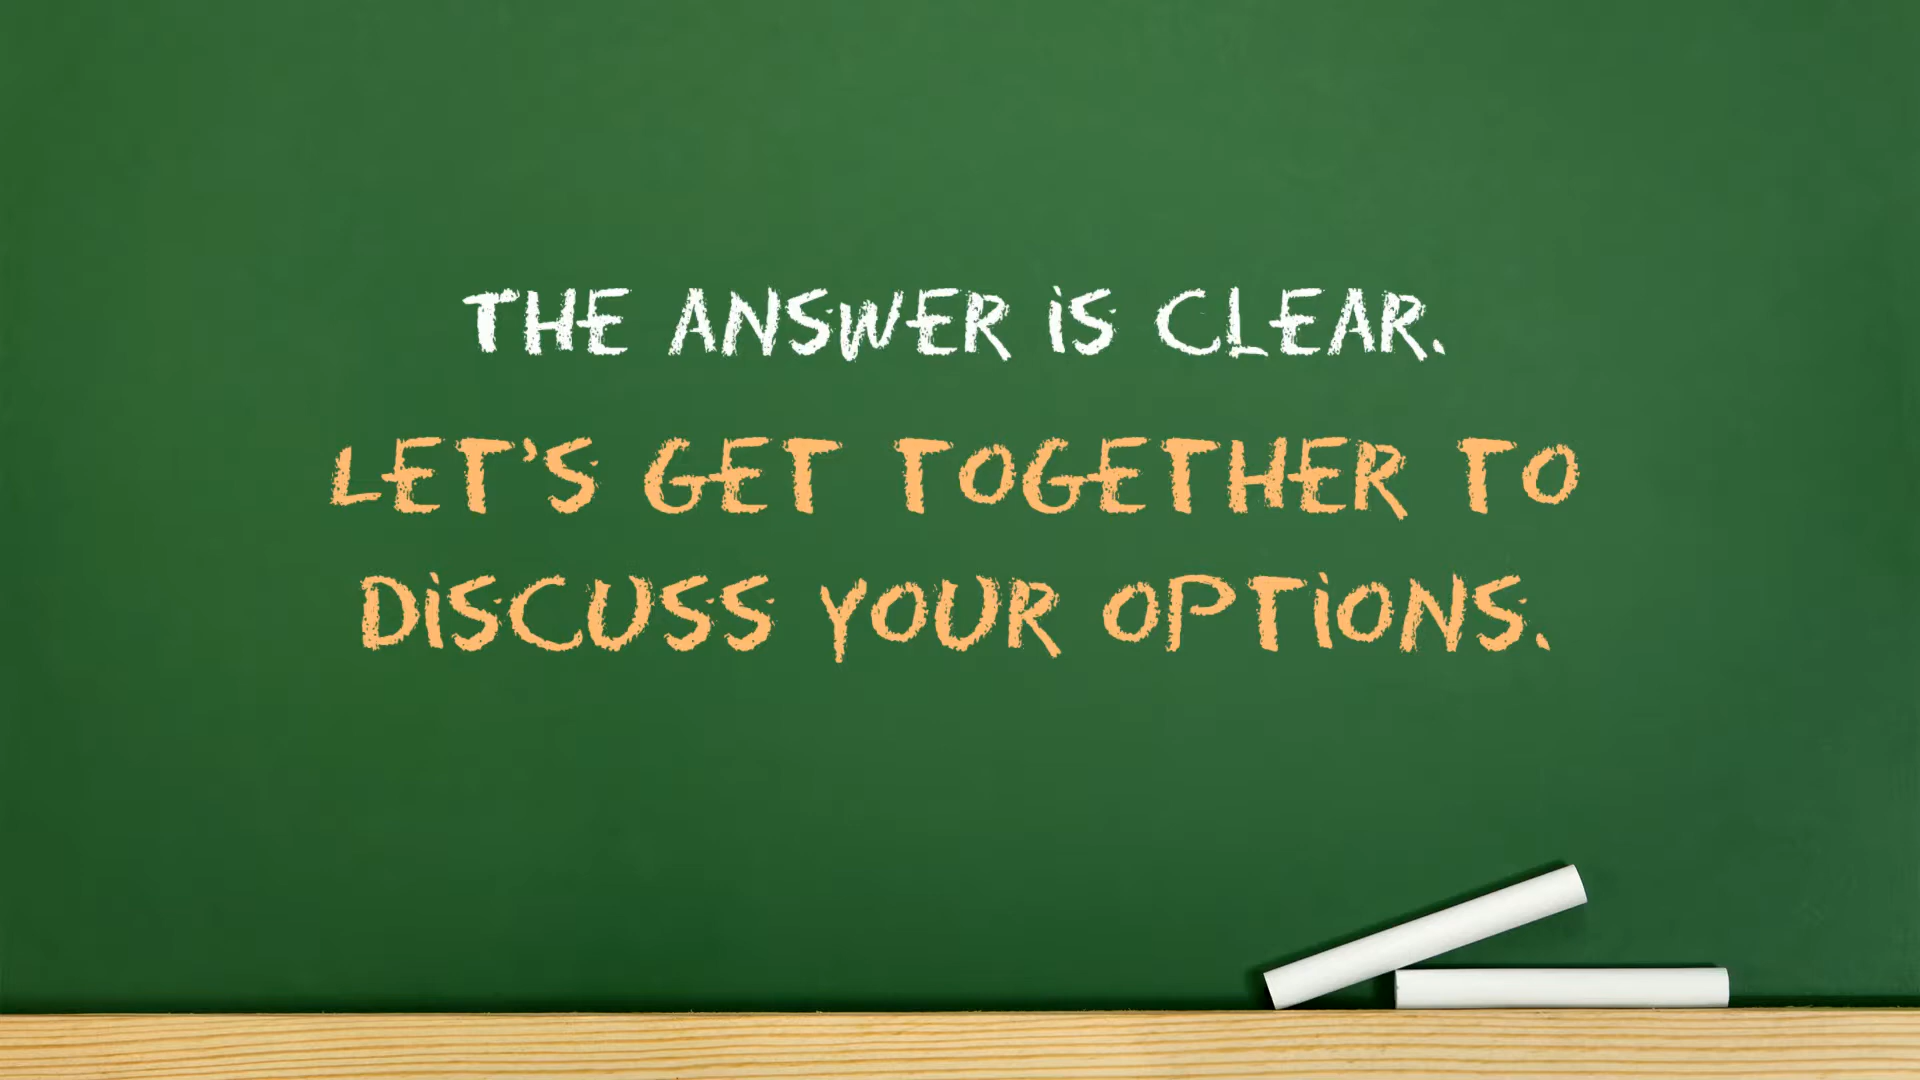 THE ANSWER IS CLEAR.
LET'S GET TOGETHER TO
DISCUSS YOUR OPTIONS.